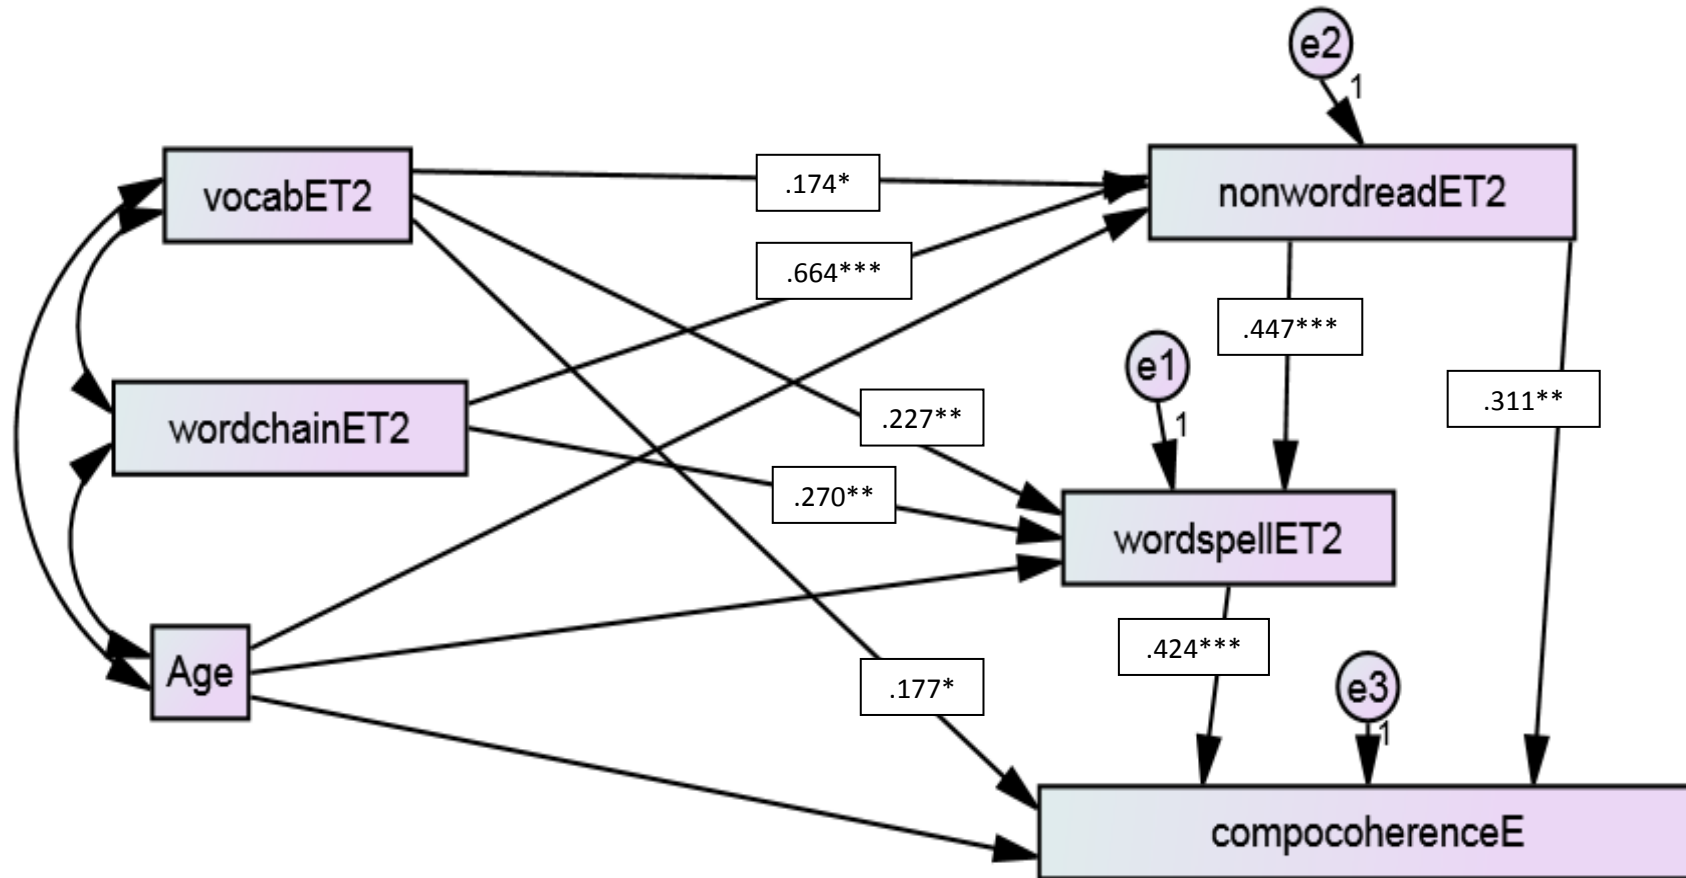 e2
1
vocabET2
.174*
nonwordreadET2
.664***
.447***
e1
1
.311**
wordchainET2
.227**
.270**
wordspellET2
.424***
Age
.177*
e3
1
compocoherenceE